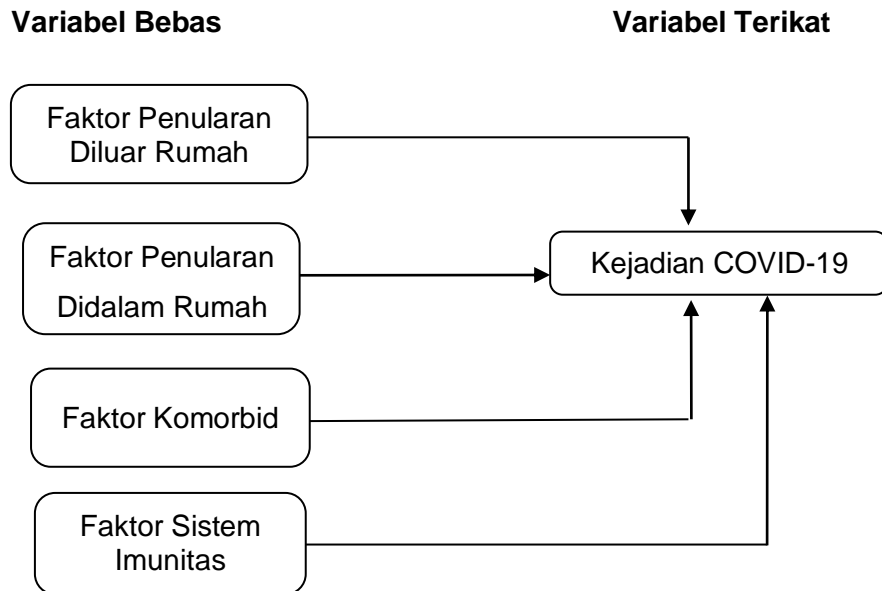 Variabel Bebas
Variabel Terikat
Faktor Penularan
Diluar Rumah
Faktor Penularan
Didalam Rumah
Kejadian COVID-19
Faktor Komorbid
Faktor Sistem
Imunitas